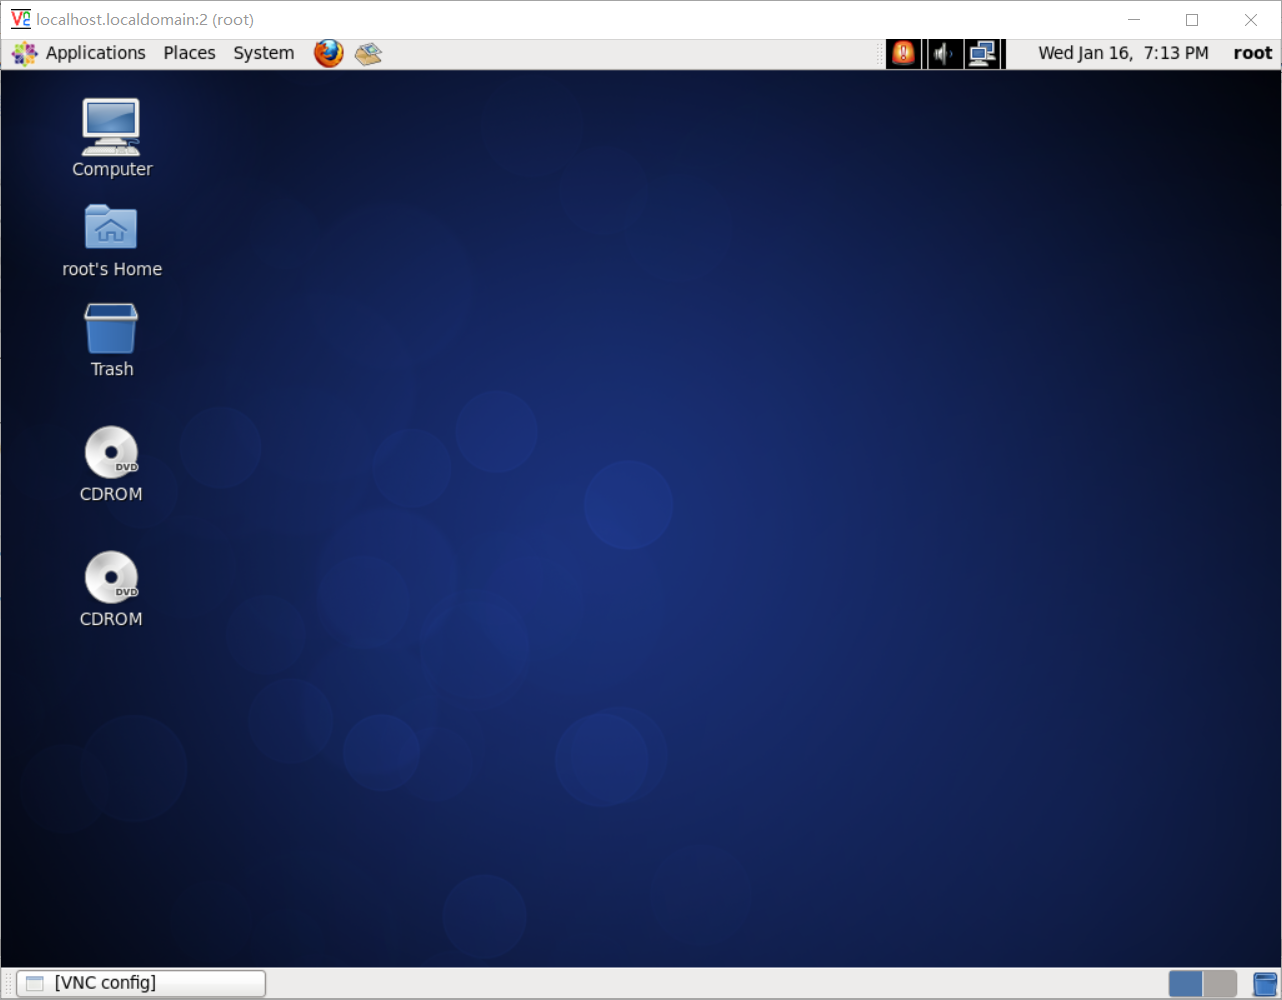 localhost.localdomain:2 (root)
Applications Places System Wed Jan 16, 7:13 PM root
Computer
root's Home
Trash
DVD
CDROM
DVD
CDROM
[VNC config]